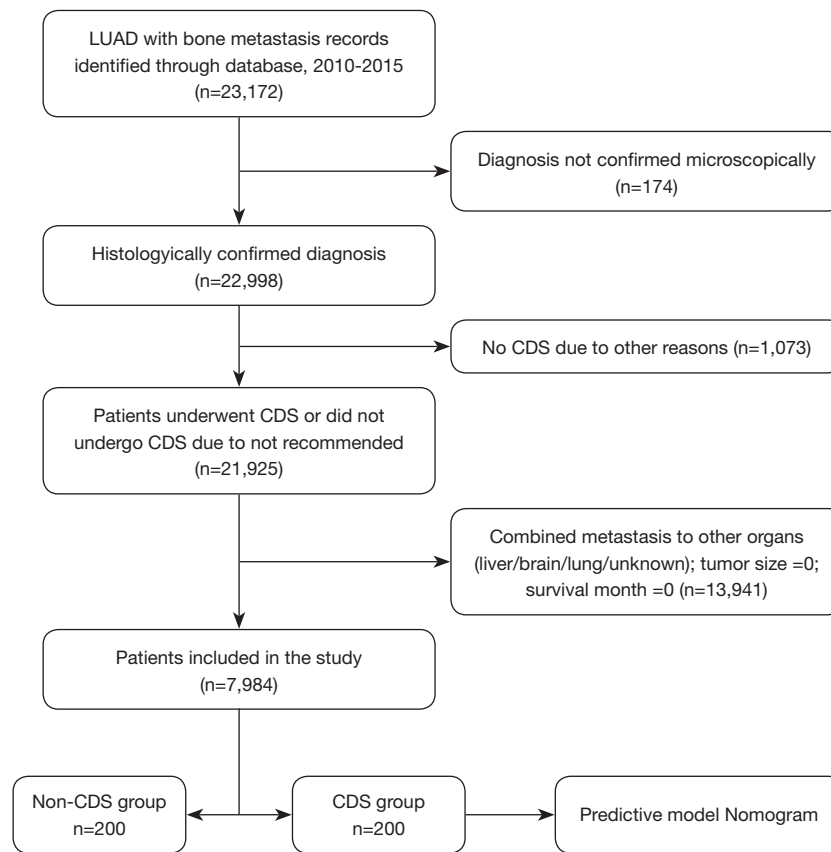 LUAD with bone metastasis records
identified through database, 2010-2015
(n=23,172)
Diagnosis not confirmed microscopically
(n=174)
Histologyically confirmed diagnosis
(n=22,998)
No CDS due to other reasons (n=1,073)
Patients underwent CDS or did not
undergo CDS due to not recommended
(n=21,925)
Combined metastasis to other organs
(liver/brain/lung/unknown); tumor size =0;
survival month =0 (n=13,941)
Patients included in the study
(n=7,984)
Non-CDS group
n=200
CDS group
n=200
Predictive model Nomogram